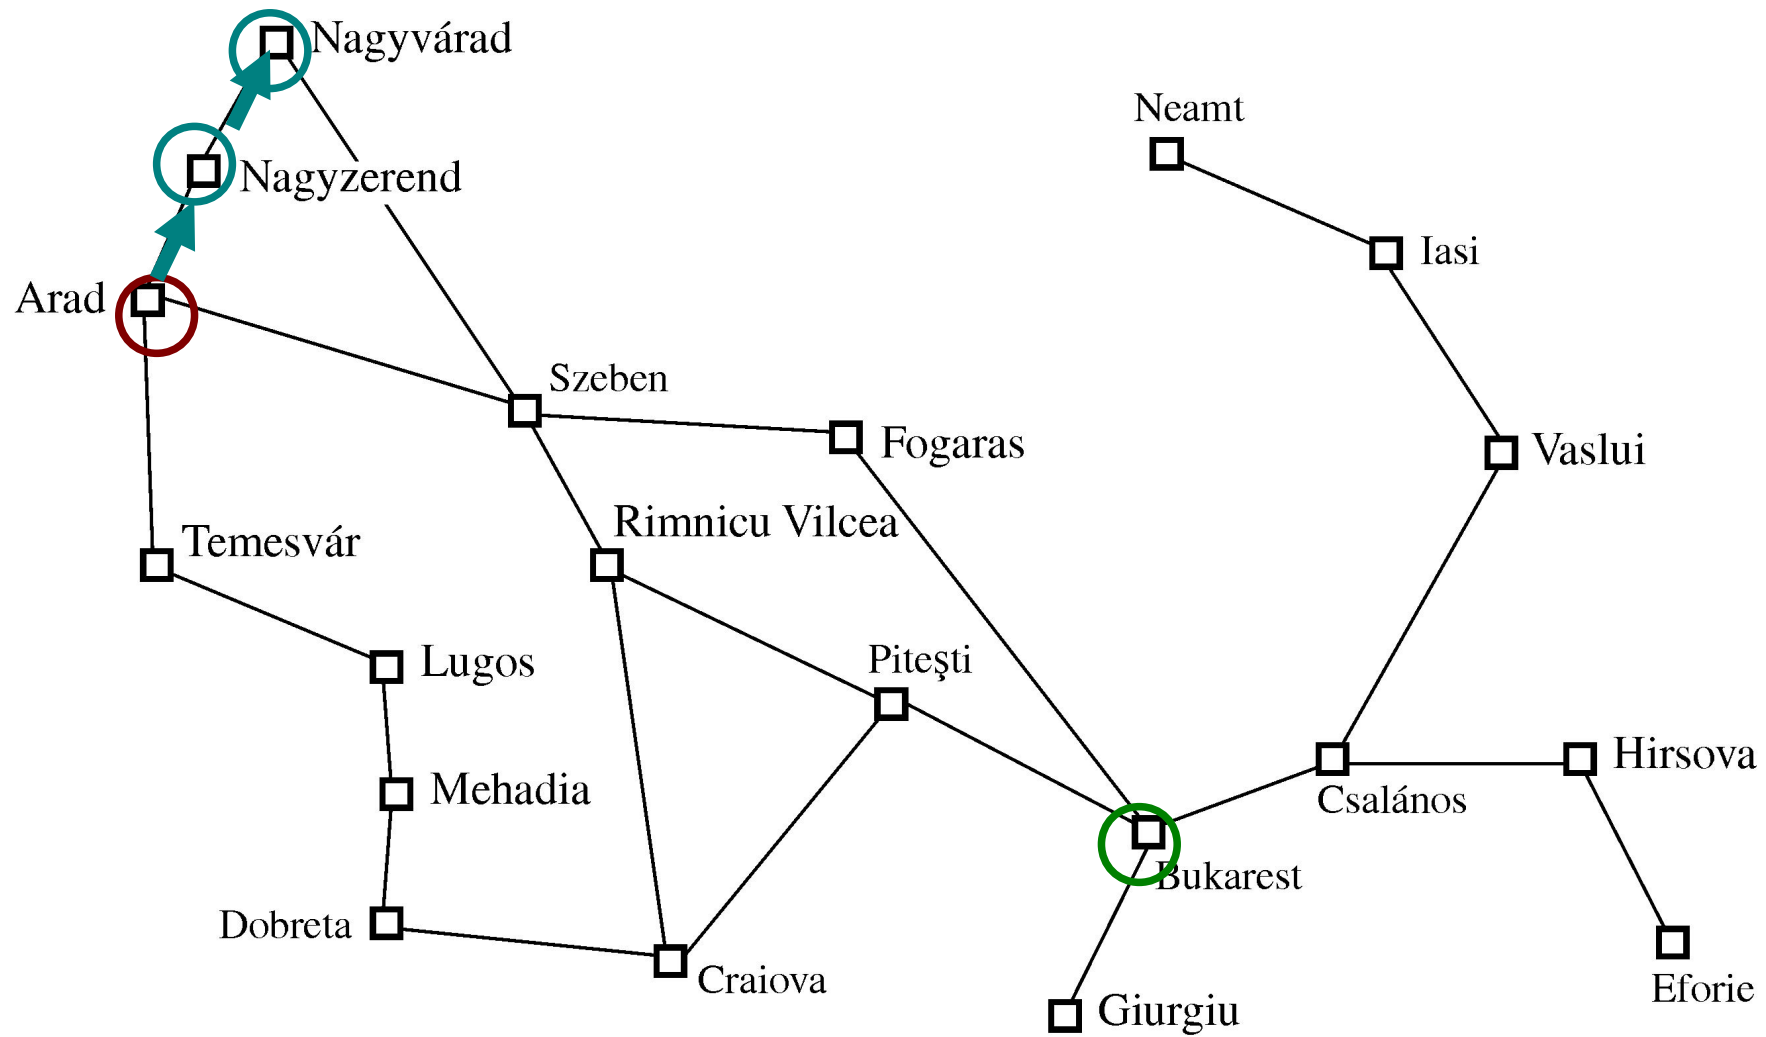 Nagyvárad
Neamt
Nagyzerend
Iasi
Arad
Szeben
Fogaras
Vaslui
Rimnicu Vilcea
Temesvár
Lugos
Piteşti
Hirsova
Mehadia
Csalános
Bukarest
Dobreta
Craiova
Eforie
Giurgiu